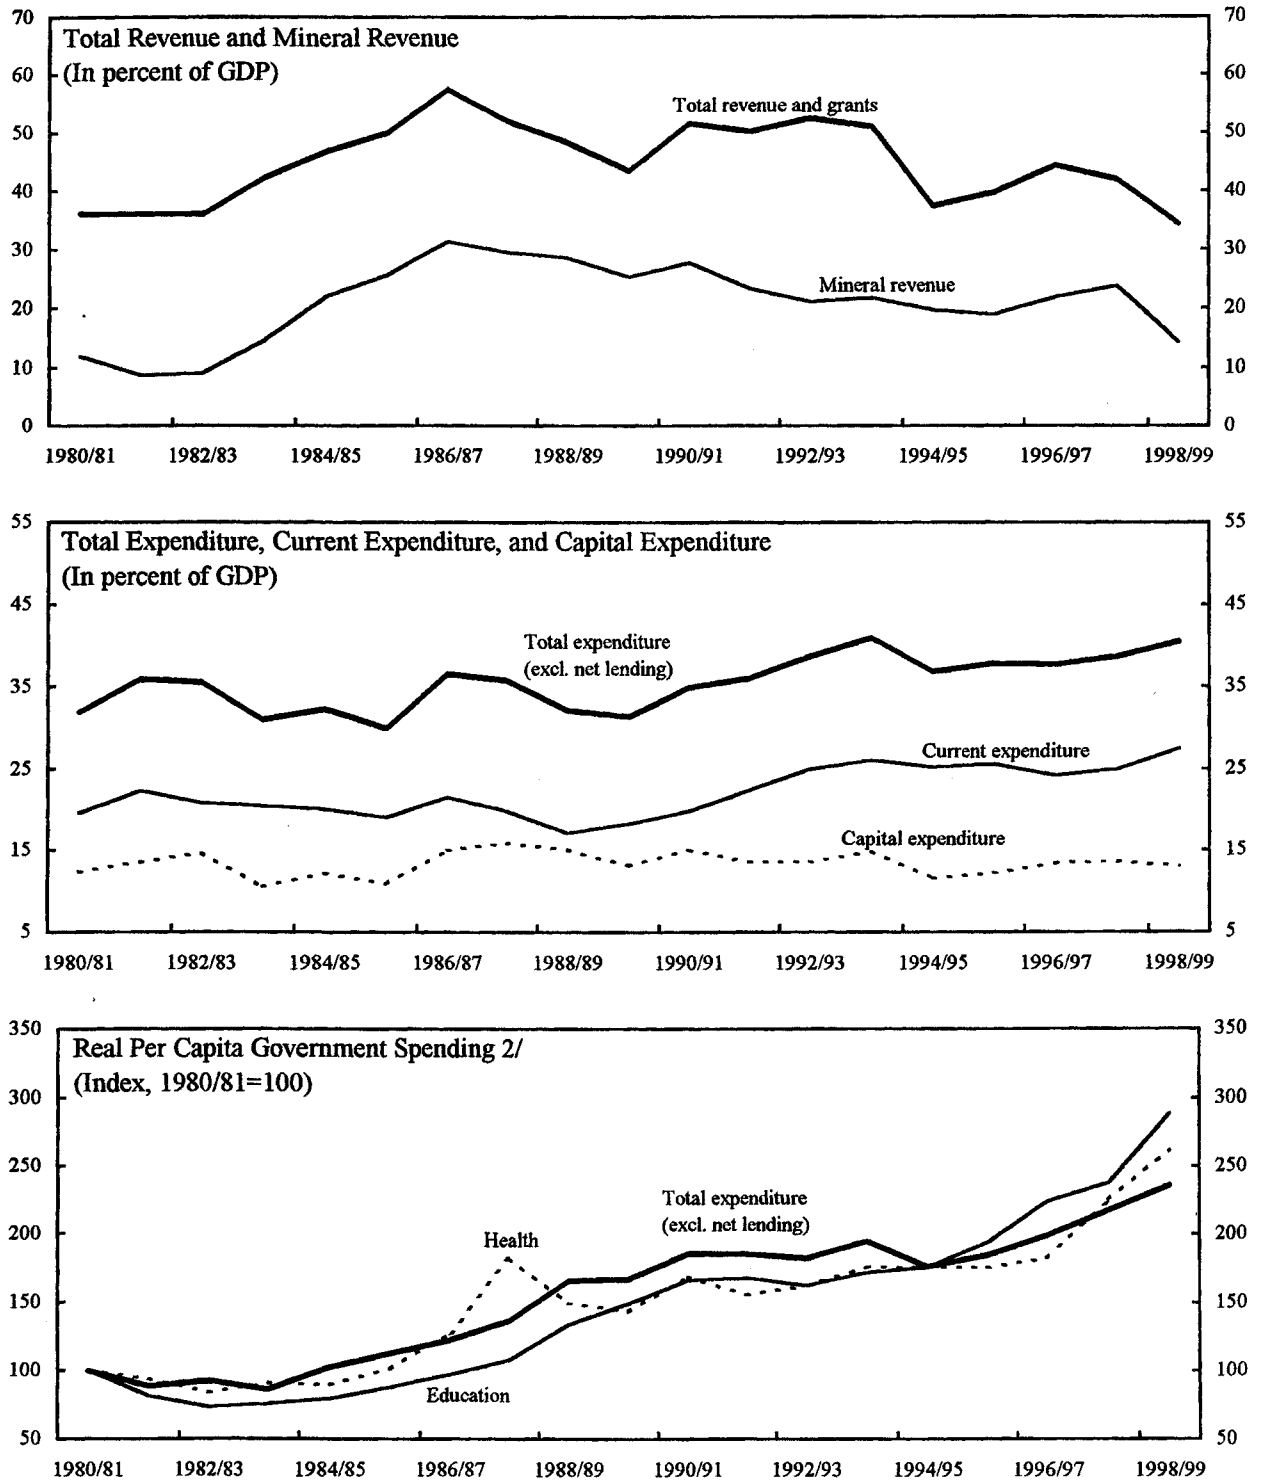 Total Revenue and Mineral Revenue
(In percent of GDP)
70 70
60 60
50 50
40 40
30 30
20 20
10 10
0 0
Total revenue and grants
Mineral revenue
1980/81 1982/83 1984/85 1986/87 1988/89 1990/91 1992/93 1994/95 1996/97 1998/99
Total Expenditure, Current Expenditure, and Capital Expenditure
(In percent of GDP)
55 55
45 45
35 35
25 25
15 15
5 5
Total expenditure
(excl. net lending)
Current expenditure
Capital expenditure
1980/81 1982/83 1984/85 1986/87 1988/89 1990/91 1992/93 1994/95 1996/97 1998/99
Real Per Capita Government Spending 2/
(Index, 1980/81=100)
350 350
300 300
250 250
200 200
150 150
100 100
50 50
Total expenditure
(excl. net lending)
Health
Education
1980/81 1982/83 1984/85 1986/87 1988/89 1990/91 1992/93 1994/95 1996/97 1998/99